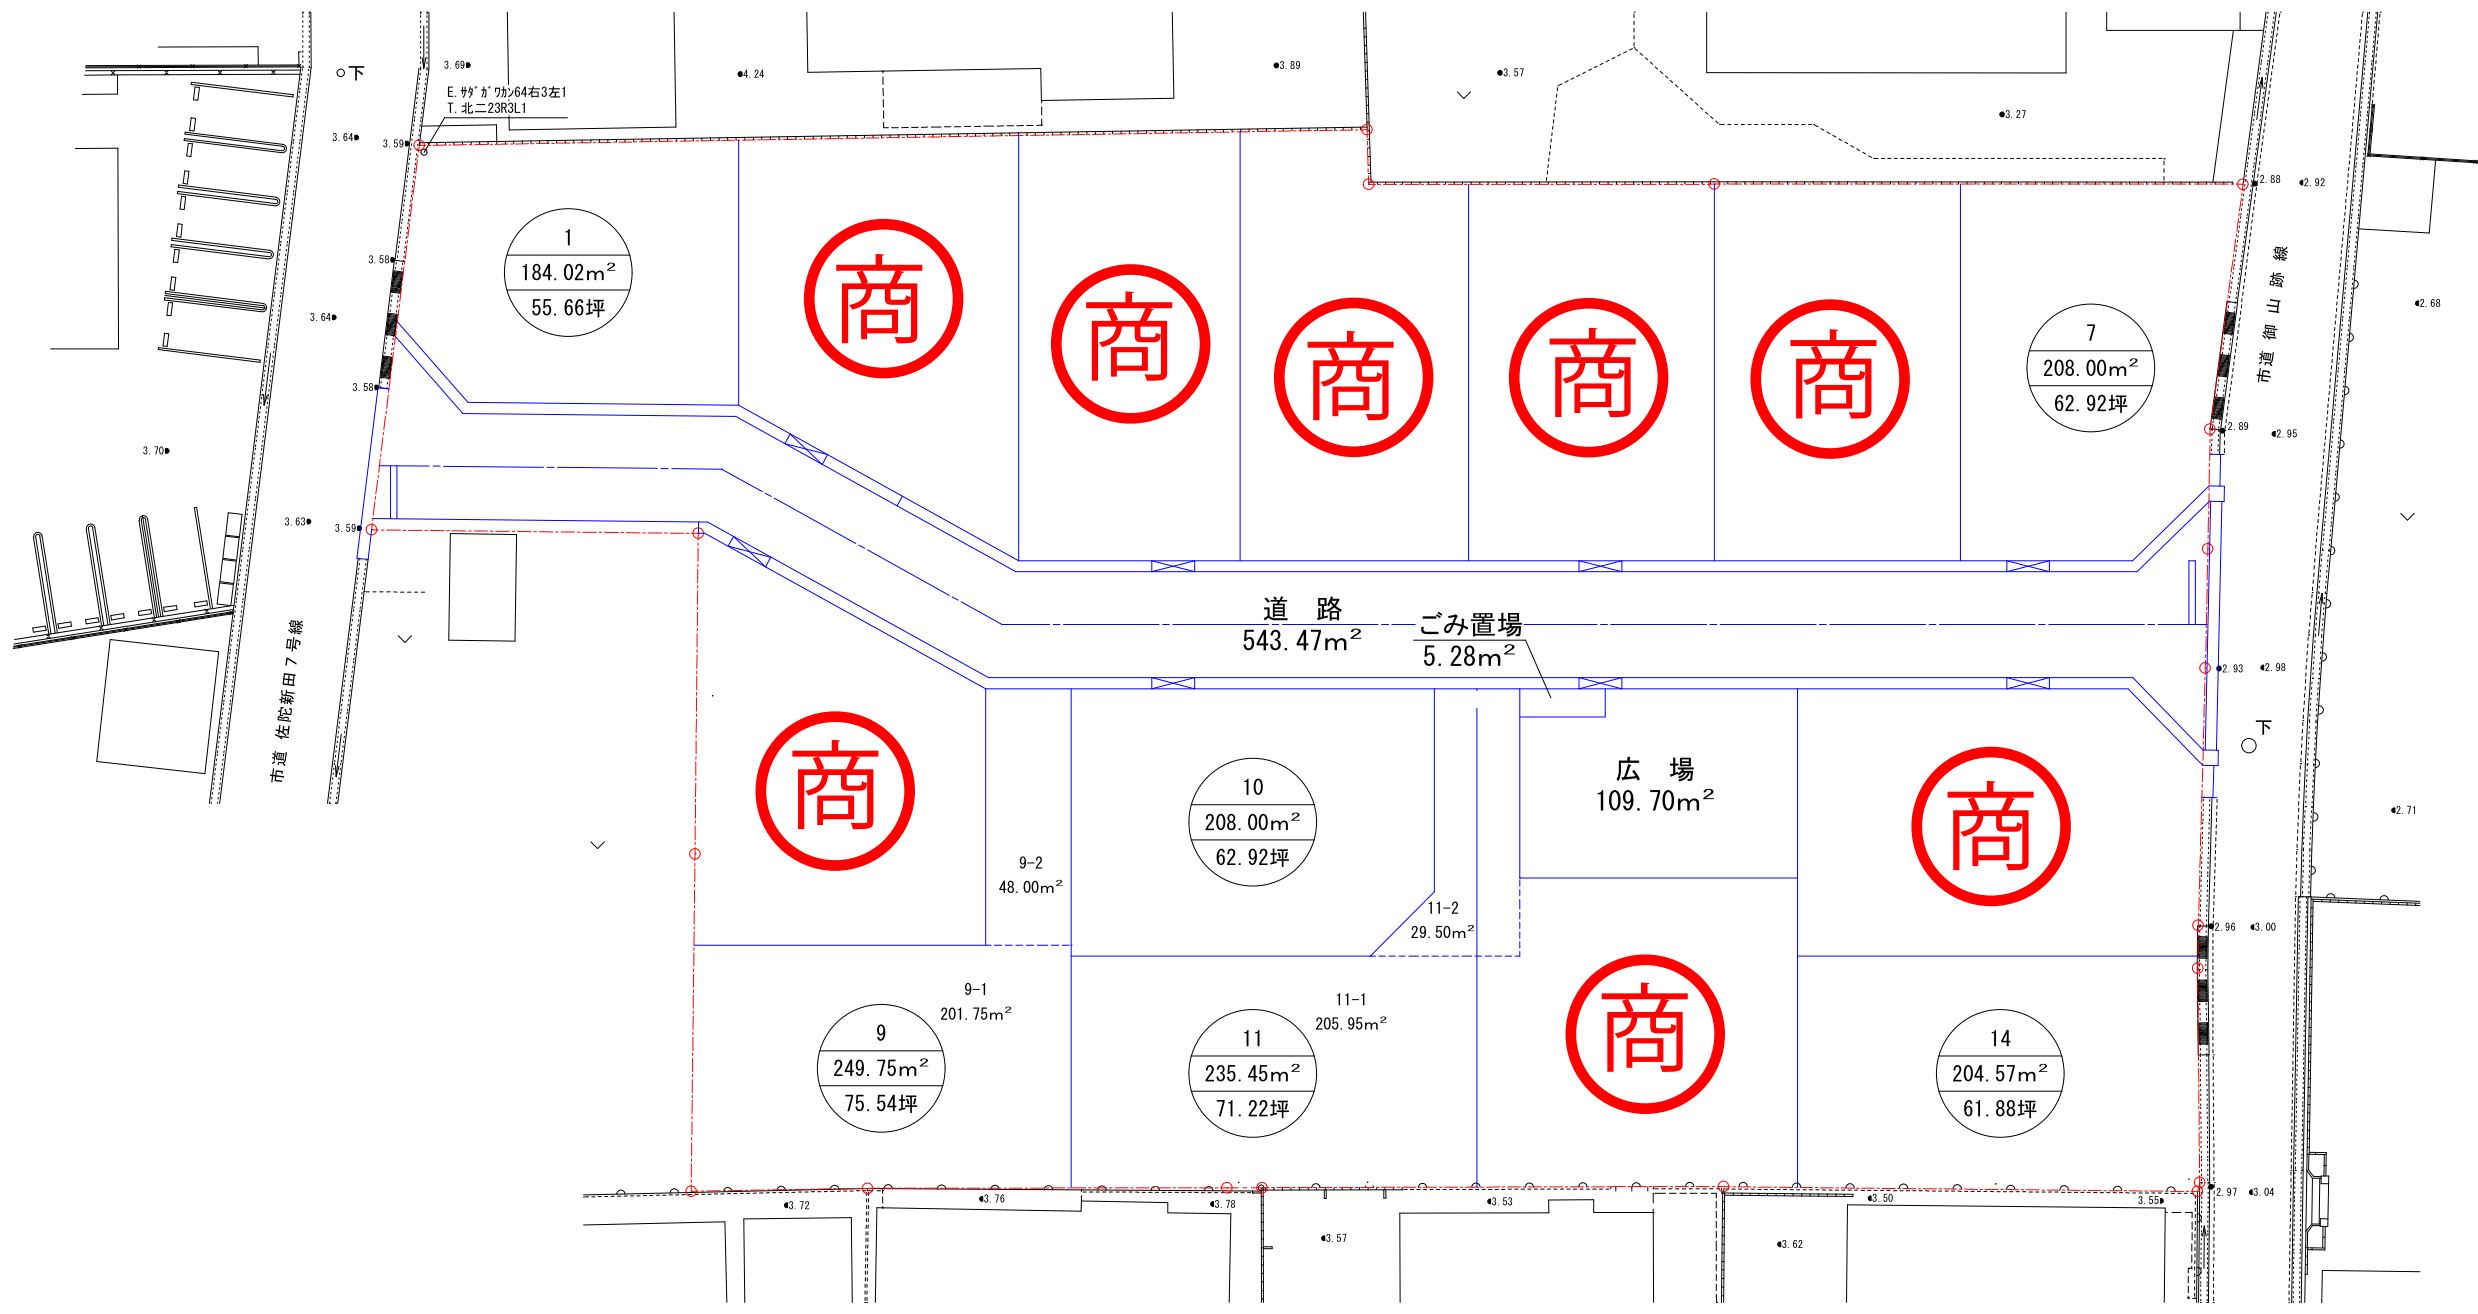 下
3.69
4.24
3.89
3.57
3.27
E.ｻﾀﾞｶﾞﾜｶﾝ64右3左1
T.北二23R3L1
3.64
3.59
2.88
2.92
1
184.02m²
55.66坪
商
商
商
商
商
7
208.00m²
62.92坪
市道 御山跡線
3.58
3.64
2.68
3.58
2.89
2.95
3.70
3.63
3.59
道 路
543.47m²
ごみ置場
5.28m²
市道 佐陀新田7号線
2.93
2.98
下
商
9-2
48.00m²
10
208.00m²
62.92坪
11-2
29.50m²
広 場
109.70m²
商
2.71
2.96
3.00
9-1
201.75m²
9
249.75m²
75.54坪
11-1
205.95m²
11
235.45m²
71.22坪
商
14
204.57m²
61.88坪
3.72
3.76
3.78
3.57
3.53
3.62
3.50
3.55
2.97
3.04